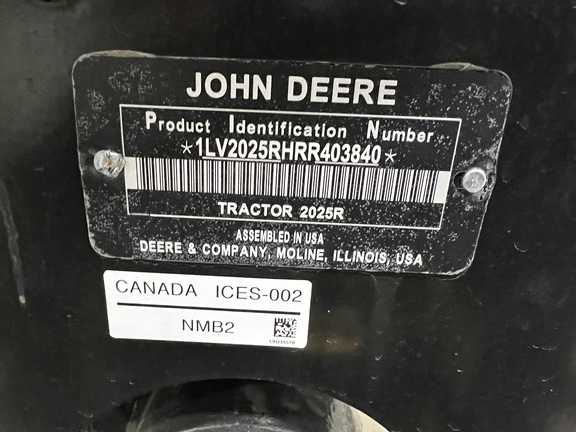 JOHN DEERE
Product Identification Number
*1LV2025RHRR403840*
TRACTOR 2025R
ASSEMBLED IN USA
DEERE & COMPANY, MOLINE, ILLINOIS, USA
CANADA ICES-002
NMB2